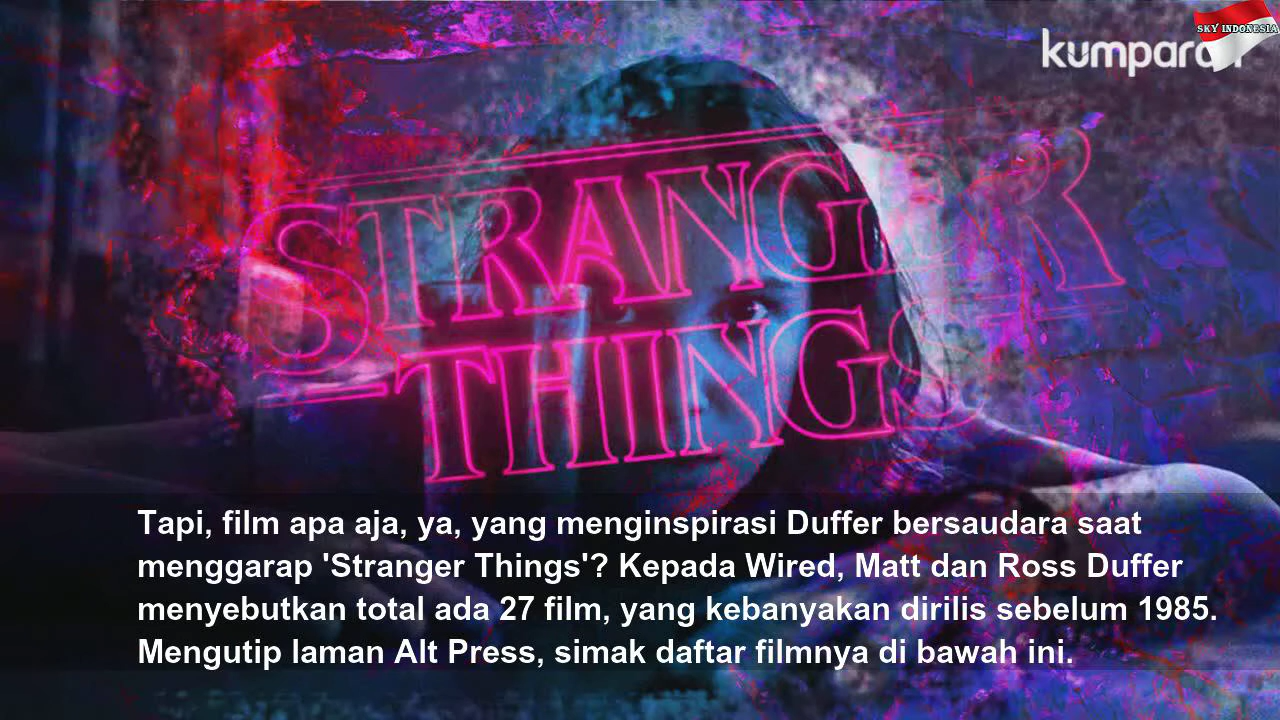 SKY INDONESIA
kumparan
STRANGER
THINGS
Tapi, film apa aja, ya, yang menginspirasi Duffer bersaudara saat
menggarap 'Stranger Things'? Kepada Wired, Matt dan Ross Duffer
menyebutkan total ada 27 film, yang kebanyakan dirilis sebelum 1985.
Mengutip laman Alt Press, simak daftar filmnya di bawah ini.